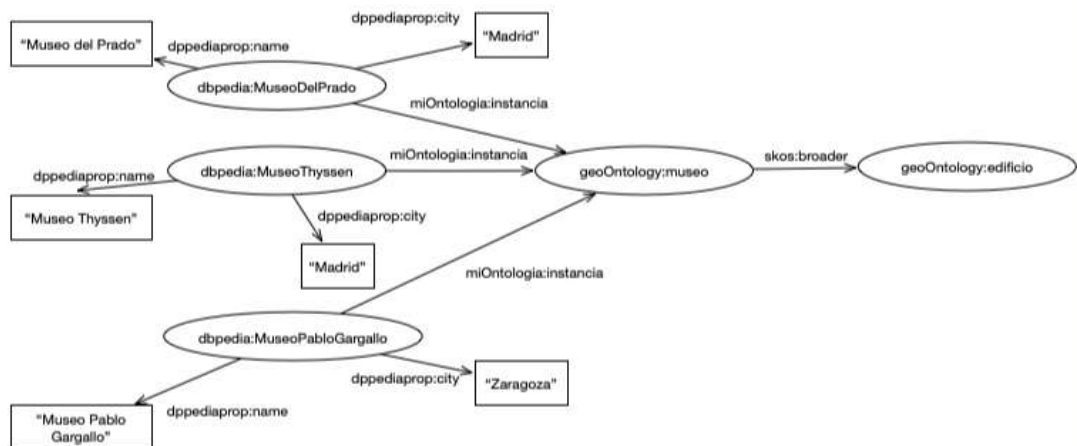 dppediaprop:city
"Museo del Prado"
dppediaprop:name
"Madrid"
dbpedia:MuseoDelPrado
miOntologia:instancia
dbpedia:MuseoThyssen
miOntologia:instancia
geoOntology:museo
skos:broader
geoOntology:edificio
dppediaprop:name
"Museo Thyssen"
dppediaprop:city
"Madrid"
miOntologia:instancia
dbpedia:MuseoPabloGargallo
dppediaprop:city
"Zaragoza"
dppediaprop:name
"Museo Pablo
Gargallo"